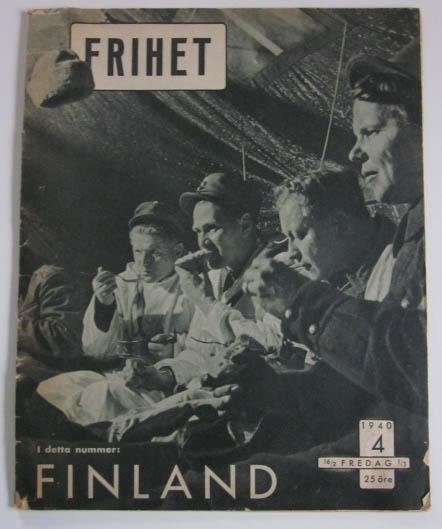 FRIHET
I detta nummer:
FINLAND
1940
4
16/2 FREDAG 1/3
25 öre